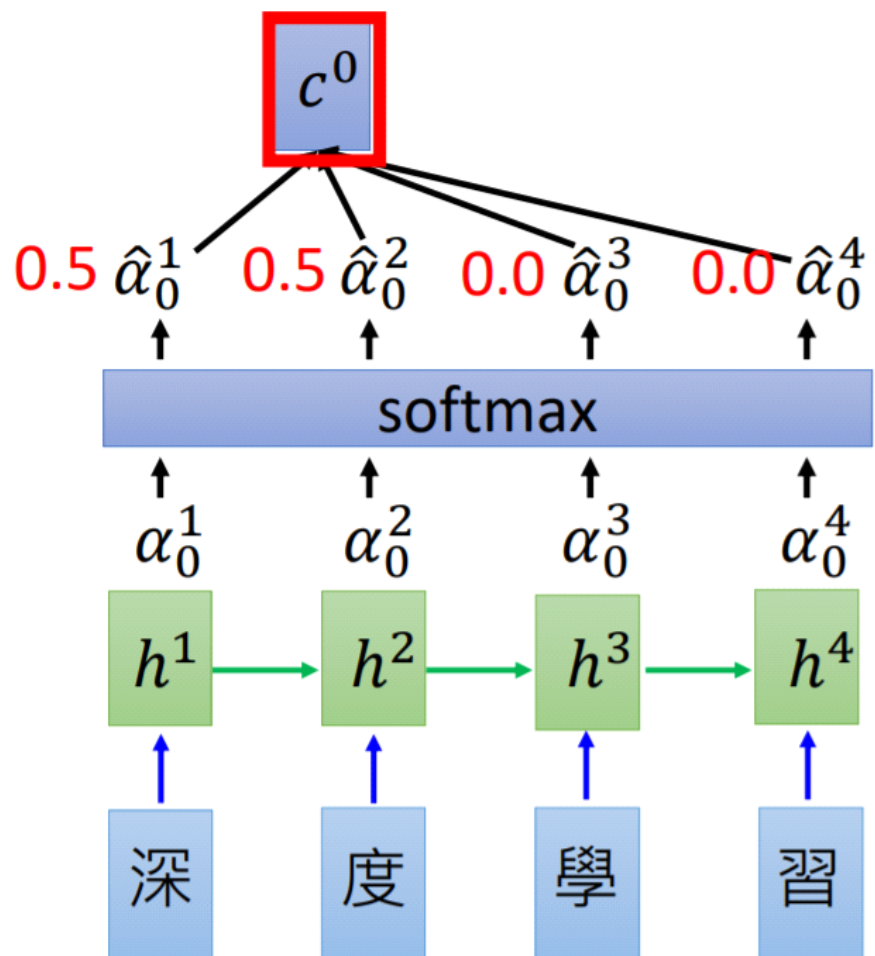 c⁰
0.5 α̂₀¹ 0.5 α̂₀² 0.0 α̂₀³ 0.0 α̂₀⁴
softmax
α₀¹ α₀² α₀³ α₀⁴
h¹ h² h³ h⁴
深 度 學 習